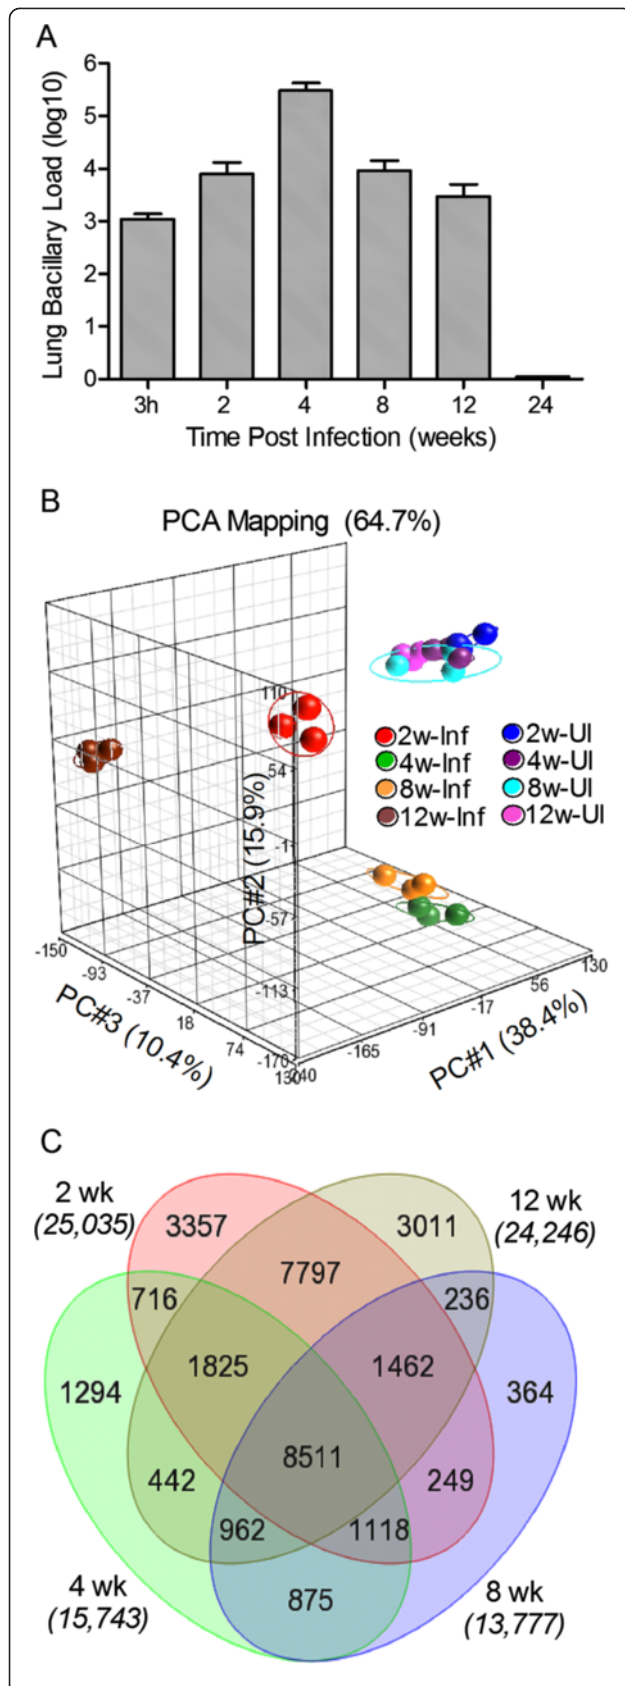 A
Lung Bacillary Load (log10)
6
5
4
3
2
1
0
3h 2 4 8 12 24
Time Post Infection (weeks)
B
PCA Mapping (64.7%)
110
54
-1
-57
-113
-170
PC#2 (15.9%)
2w-Inf 2w-UI
4w-Inf 4w-UI
8w-Inf 8w-UI
12w-Inf 12w-UI
-150
-93
-37
18
74
130
PC#3 (10.4%)
-165
-91
-17
56
130
PC#1 (38.4%)
C
2 wk
(25,035)
12 wk
(24,246)
3357
3011
7797
716
236
1825
1462
1294
364
8511
442
249
962
1118
875
4 wk
(15,743)
8 wk
(13,777)